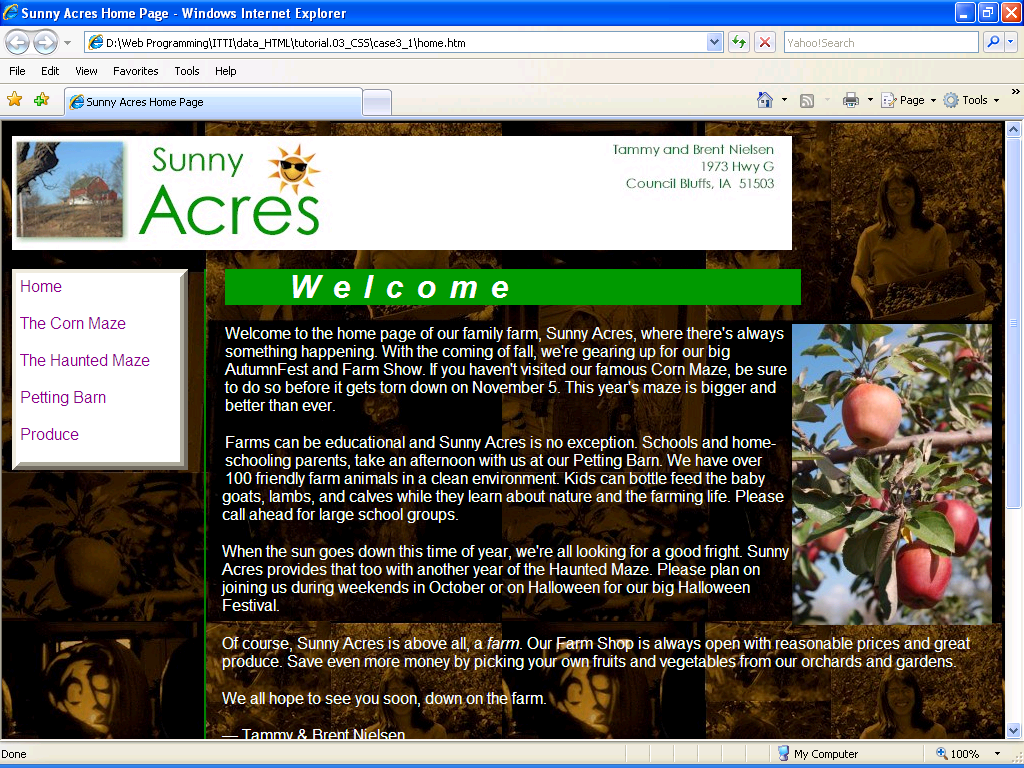 Sunny Acres Home Page - Windows Internet Explorer
D:\Web Programming\ITTI\data_HTML\tutorial.03_CSS\case3_1\home.htm
Yahoo!Search
File Edit View Favorites Tools Help
Sunny Acres Home Page
Page Tools
Sunny
Acres
Tammy and Brent Nielsen
1973 Hwy G
Council Bluffs, IA 51503
Home
The Corn Maze
The Haunted Maze
Petting Barn
Produce
Welcome
Welcome to the home page of our family farm, Sunny Acres, where there's always
something happening. With the coming of fall, we're gearing up for our big
AutumnFest and Farm Show. If you haven't visited our famous Corn Maze, be sure
to do so before it gets torn down on November 5. This year's maze is bigger and
better than ever.
Farms can be educational and Sunny Acres is no exception. Schools and home-
schooling parents, take an afternoon with us at our Petting Barn. We have over
100 friendly farm animals in a clean environment. Kids can bottle feed the baby
goats, lambs, and calves while they learn about nature and the farming life. Please
call ahead for large school groups.
When the sun goes down this time of year, we're all looking for a good fright. Sunny
Acres provides that too with another year of the Haunted Maze. Please plan on
joining us during weekends in October or on Halloween for our big Halloween
Festival.
Of course, Sunny Acres is above all, a farm. Our Farm Shop is always open with reasonable prices and great
produce. Save even more money by picking your own fruits and vegetables from our orchards and gardens.
We all hope to see you soon, down on the farm.
— Tammy & Brent Nielsen
Done
My Computer
100%